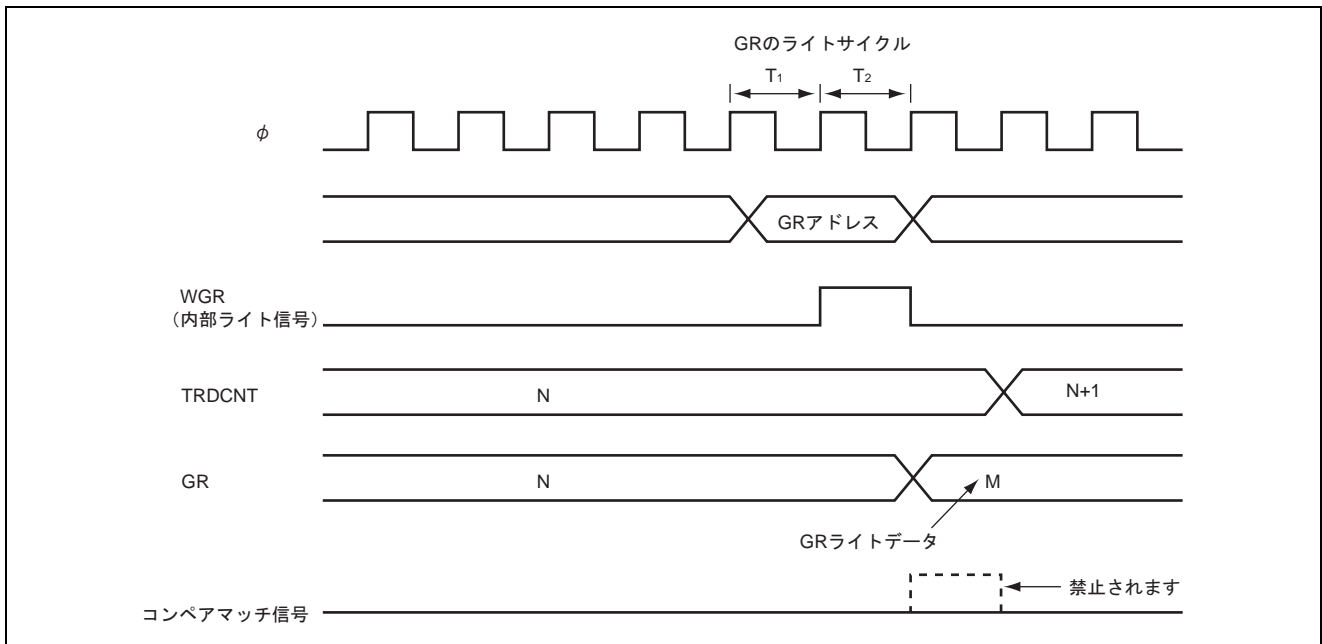 GRのライトサイクル
T1 T2
φ
GRアドレス
WGR
（内部ライト信号）
TRDCNT N N+1
GR N M
GRライトデータ
禁止されます
コンペアマッチ信号